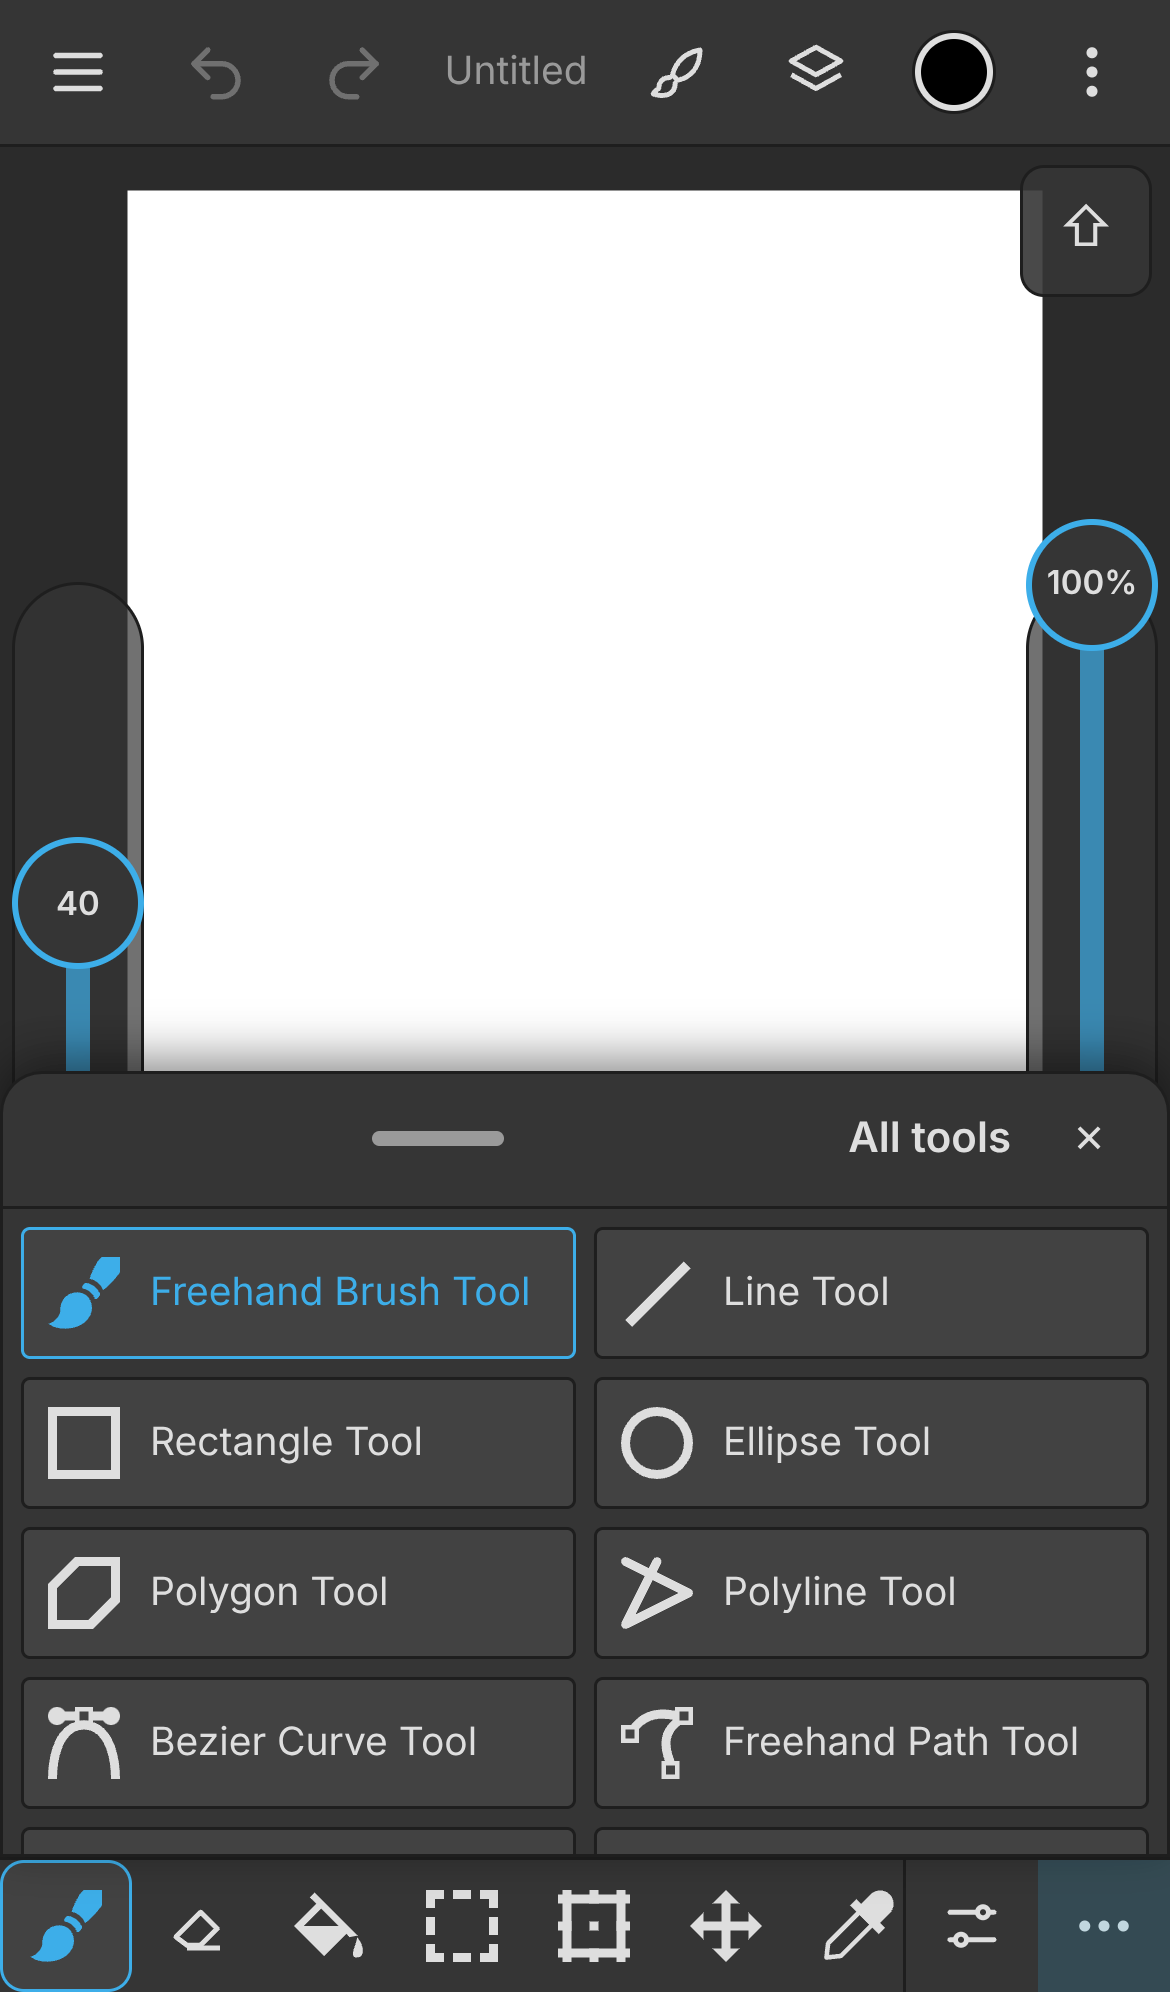 Untitled
100%
40
All tools
Freehand Brush Tool
Line Tool
Rectangle Tool
Ellipse Tool
Polygon Tool
Polyline Tool
Bezier Curve Tool
Freehand Path Tool